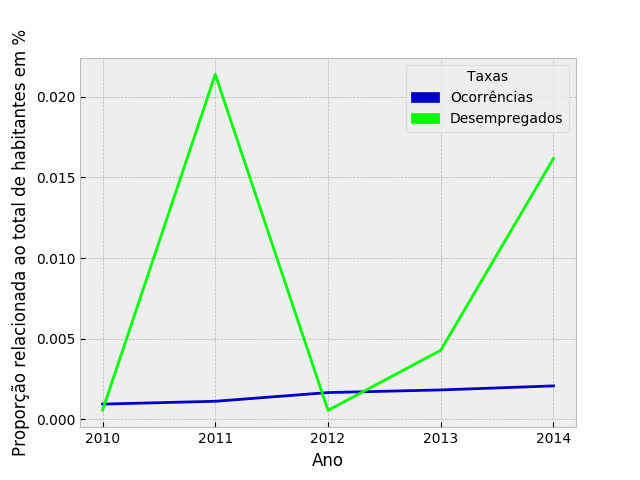 Proporção relacionada ao total de habitantes em %
0.020
0.015
0.010
0.005
0.000
Taxas
Ocorrências
Desempregados
2010 2011 2012 2013 2014
Ano